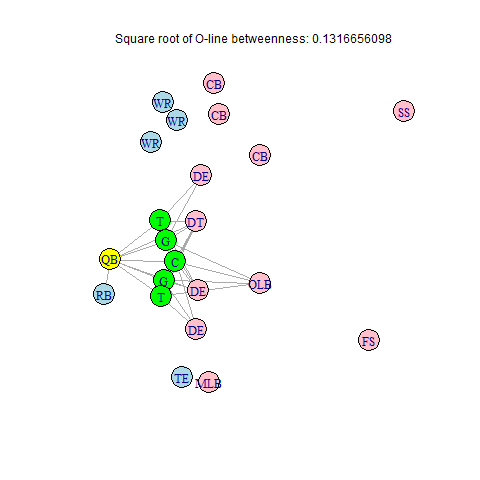 Square root of O-line betweenness: 0.1316656098
CB
WR
SS
CB
WR
WR
CB
DE
T
DT
G
QB
C
G
OLB
DE
RB
T
DE
FS
TE
MLB